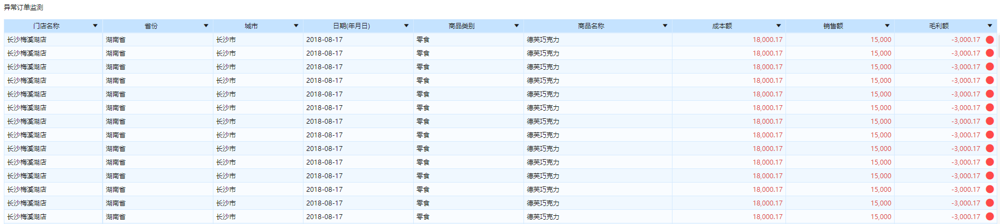 异常订单监测
门店名称 省份 城市 日期(年月日) 商品类别 商品名称 成本额 销售额 毛利额
长沙梅溪湖店 湖南省 长沙市 2018-08-17 零食 德芙巧克力 18,000.17 15,000 -3,000.17
长沙梅溪湖店 湖南省 长沙市 2018-08-17 零食 德芙巧克力 18,000.17 15,000 -3,000.17
长沙梅溪湖店 湖南省 长沙市 2018-08-17 零食 德芙巧克力 18,000.17 15,000 -3,000.17
长沙梅溪湖店 湖南省 长沙市 2018-08-17 零食 德芙巧克力 18,000.17 15,000 -3,000.17
长沙梅溪湖店 湖南省 长沙市 2018-08-17 零食 德芙巧克力 18,000.17 15,000 -3,000.17
长沙梅溪湖店 湖南省 长沙市 2018-08-17 零食 德芙巧克力 18,000.17 15,000 -3,000.17
长沙梅溪湖店 湖南省 长沙市 2018-08-17 零食 德芙巧克力 18,000.17 15,000 -3,000.17
长沙梅溪湖店 湖南省 长沙市 2018-08-17 零食 德芙巧克力 18,000.17 15,000 -3,000.17
长沙梅溪湖店 湖南省 长沙市 2018-08-17 零食 德芙巧克力 18,000.17 15,000 -3,000.17
长沙梅溪湖店 湖南省 长沙市 2018-08-17 零食 德芙巧克力 18,000.17 15,000 -3,000.17
长沙梅溪湖店 湖南省 长沙市 2018-08-17 零食 德芙巧克力 18,000.17 15,000 -3,000.17
长沙梅溪湖店 湖南省 长沙市 2018-08-17 零食 德芙巧克力 18,000.17 15,000 -3,000.17
长沙梅溪湖店 湖南省 长沙市 2018-08-17 零食 德芙巧克力 18,000.17 15,000 -3,000.17
长沙梅溪湖店 湖南省 长沙市 2018-08-17 零食 德芙巧克力 18,000.17 15,000 -3,000.17